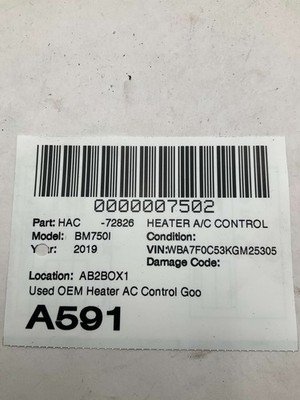 0000007502
Part: HAC -72826 HEATER A/C CONTROL
Model: BM750I Condition:
Year: 2019 VIN:WBA7F0C53KGM25305
Damage Code:
Location: AB2BOX1
Used OEM Heater AC Control Goo
A591